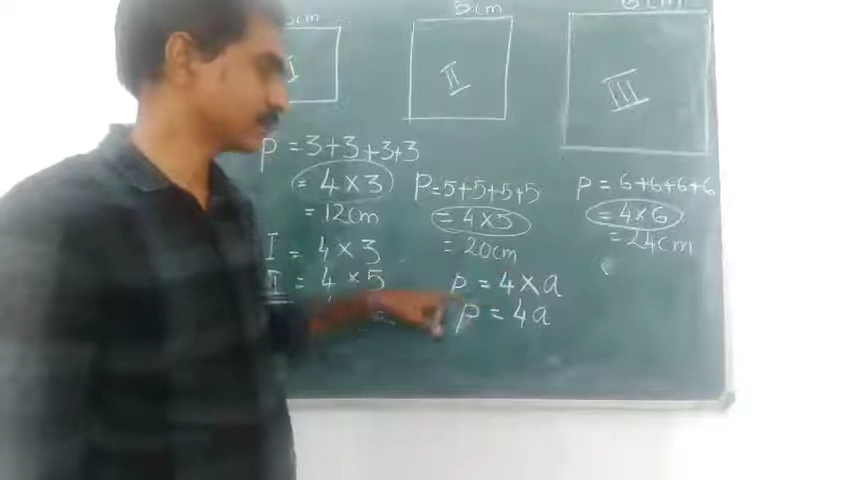 cm
5cm
6cm
I
II
III
P = 3+3+3+3
= 4 × 3
= 12cm
P = 5+5+5+5
= 4 × 5
= 20cm
P = 6+6+6+6
= 4 × 6
= 24cm
I = 4 × 3
II = 4 × 5
P = 4 × a
P = 4a